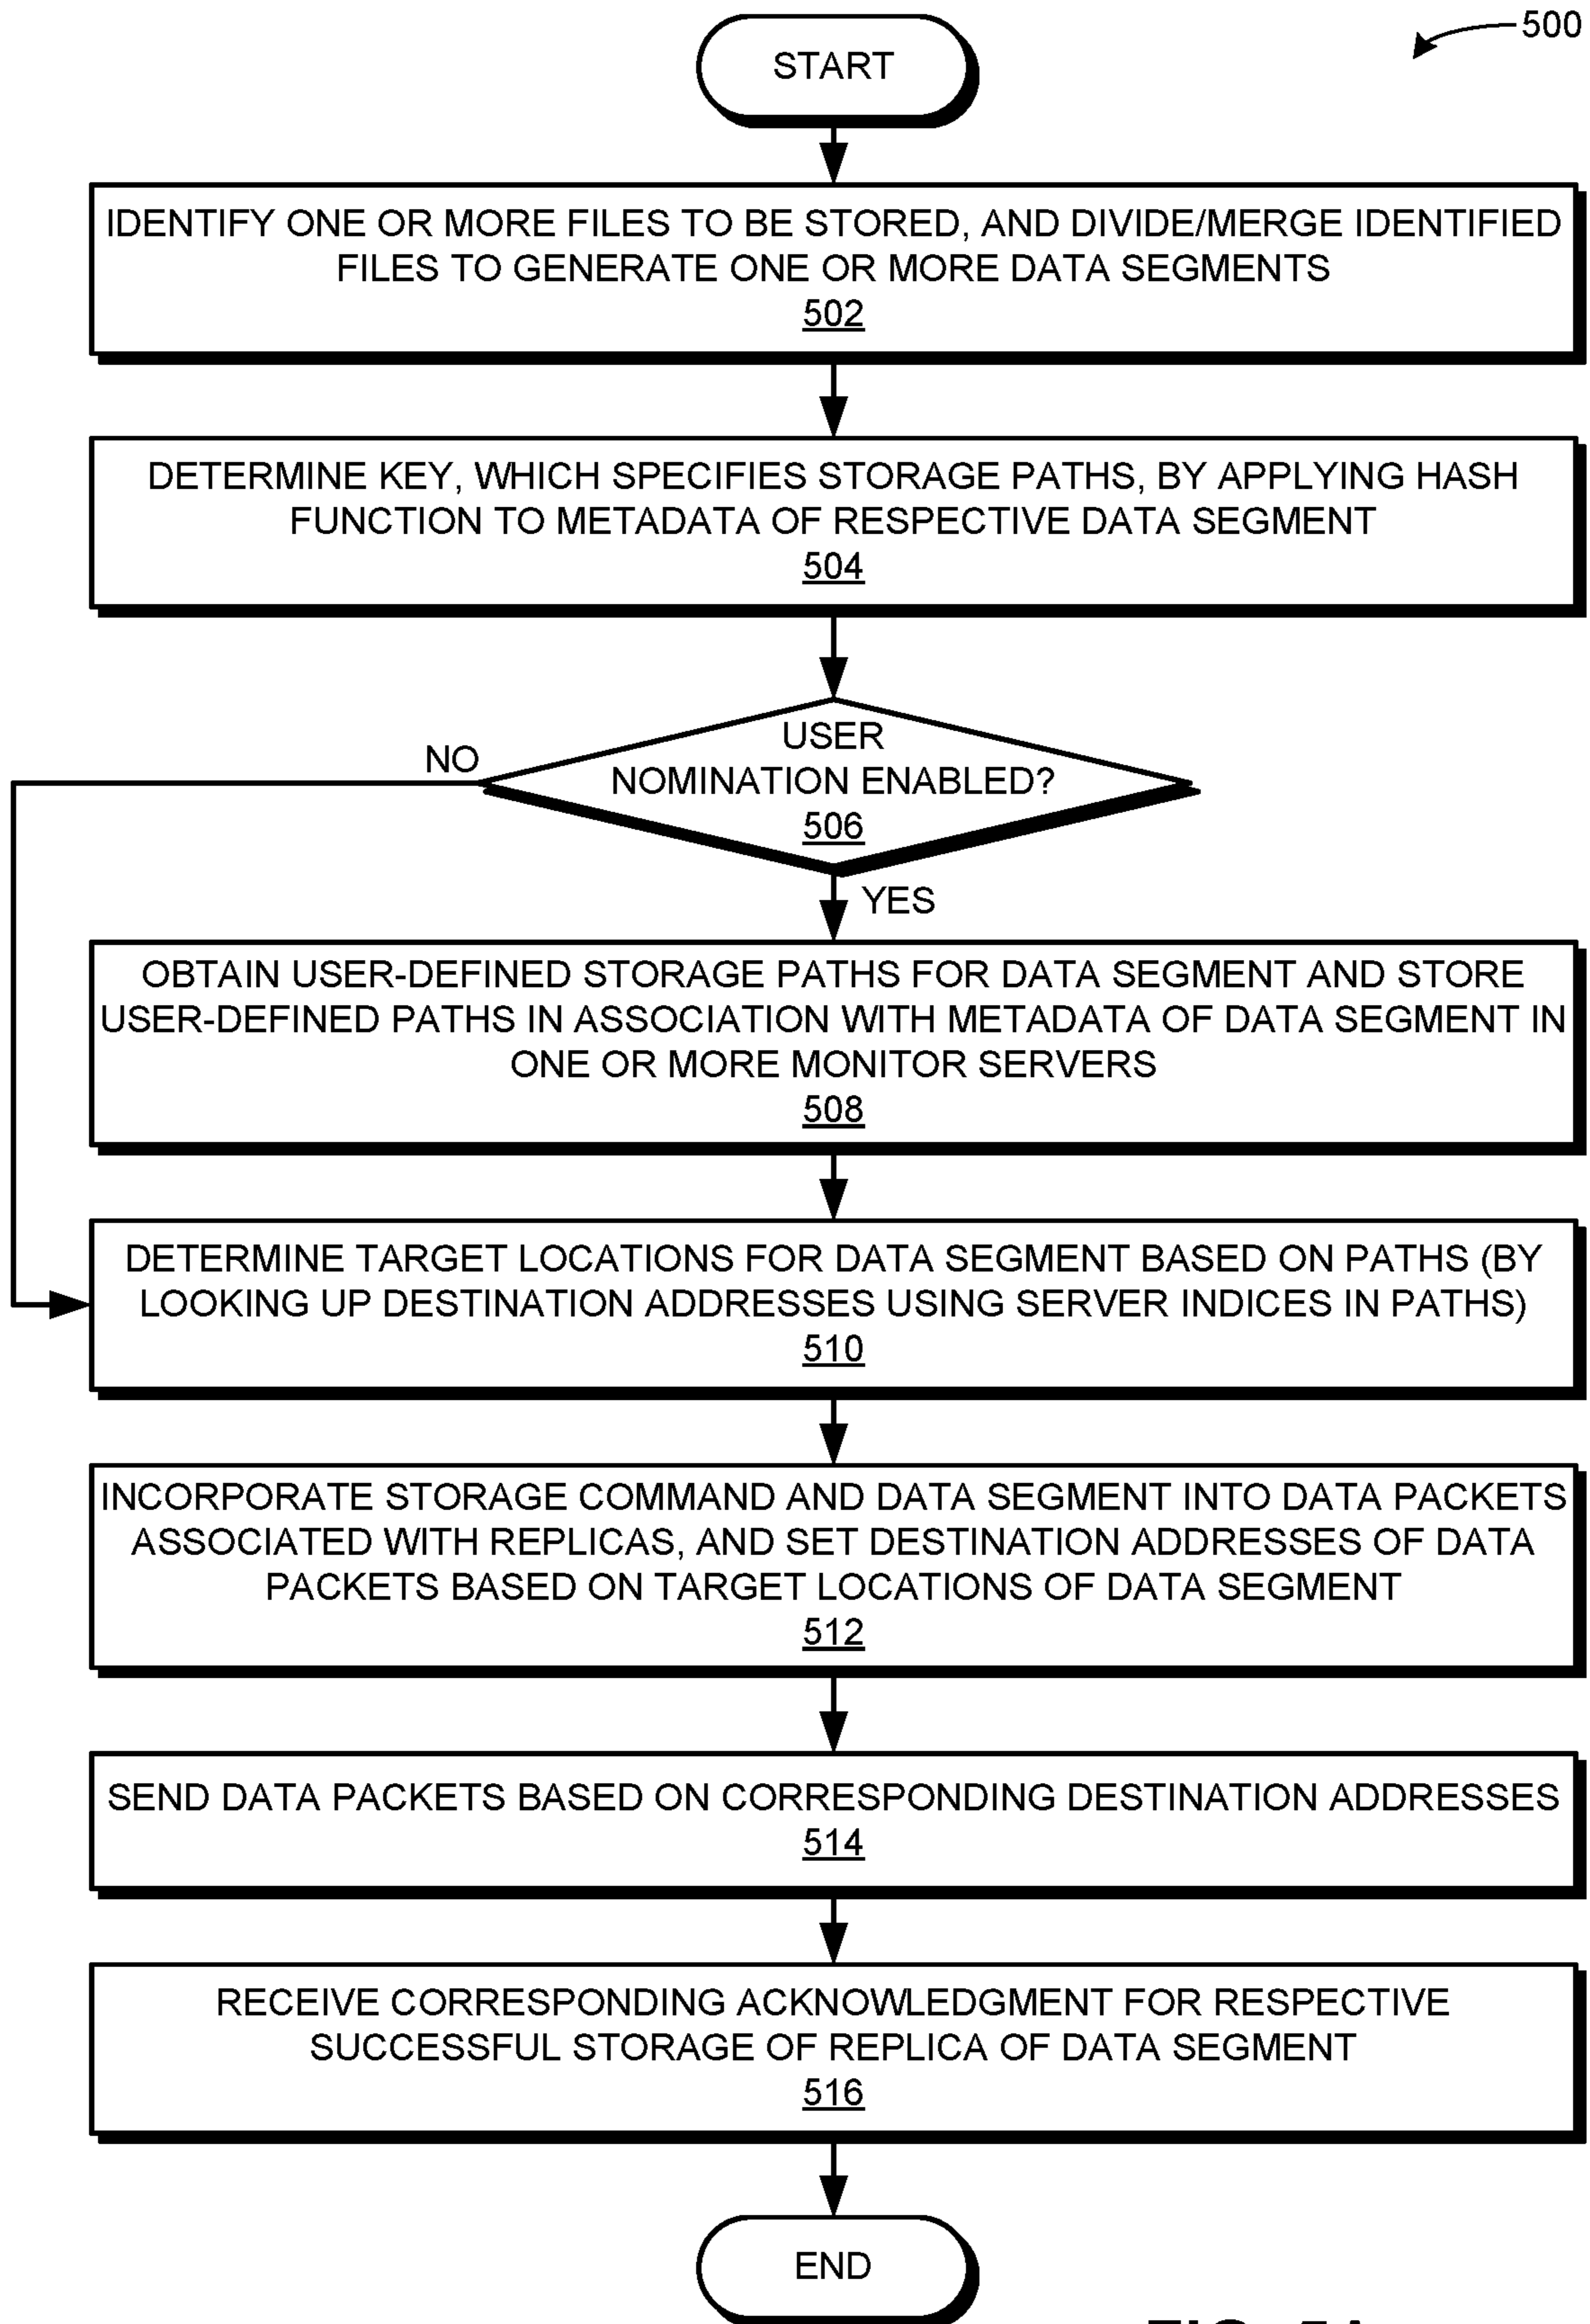 500
START
IDENTIFY ONE OR MORE FILES TO BE STORED, AND DIVIDE/MERGE IDENTIFIED
FILES TO GENERATE ONE OR MORE DATA SEGMENTS
502
DETERMINE KEY, WHICH SPECIFIES STORAGE PATHS, BY APPLYING HASH
FUNCTION TO METADATA OF RESPECTIVE DATA SEGMENT
504
USER
NOMINATION ENABLED?
506
NO
YES
OBTAIN USER-DEFINED STORAGE PATHS FOR DATA SEGMENT AND STORE
USER-DEFINED PATHS IN ASSOCIATION WITH METADATA OF DATA SEGMENT IN
ONE OR MORE MONITOR SERVERS
508
DETERMINE TARGET LOCATIONS FOR DATA SEGMENT BASED ON PATHS (BY
LOOKING UP DESTINATION ADDRESSES USING SERVER INDICES IN PATHS)
510
INCORPORATE STORAGE COMMAND AND DATA SEGMENT INTO DATA PACKETS
ASSOCIATED WITH REPLICAS, AND SET DESTINATION ADDRESSES OF DATA
PACKETS BASED ON TARGET LOCATIONS OF DATA SEGMENT
512
SEND DATA PACKETS BASED ON CORRESPONDING DESTINATION ADDRESSES
514
RECEIVE CORRESPONDING ACKNOWLEDGMENT FOR RESPECTIVE
SUCCESSFUL STORAGE OF REPLICA OF DATA SEGMENT
516
END